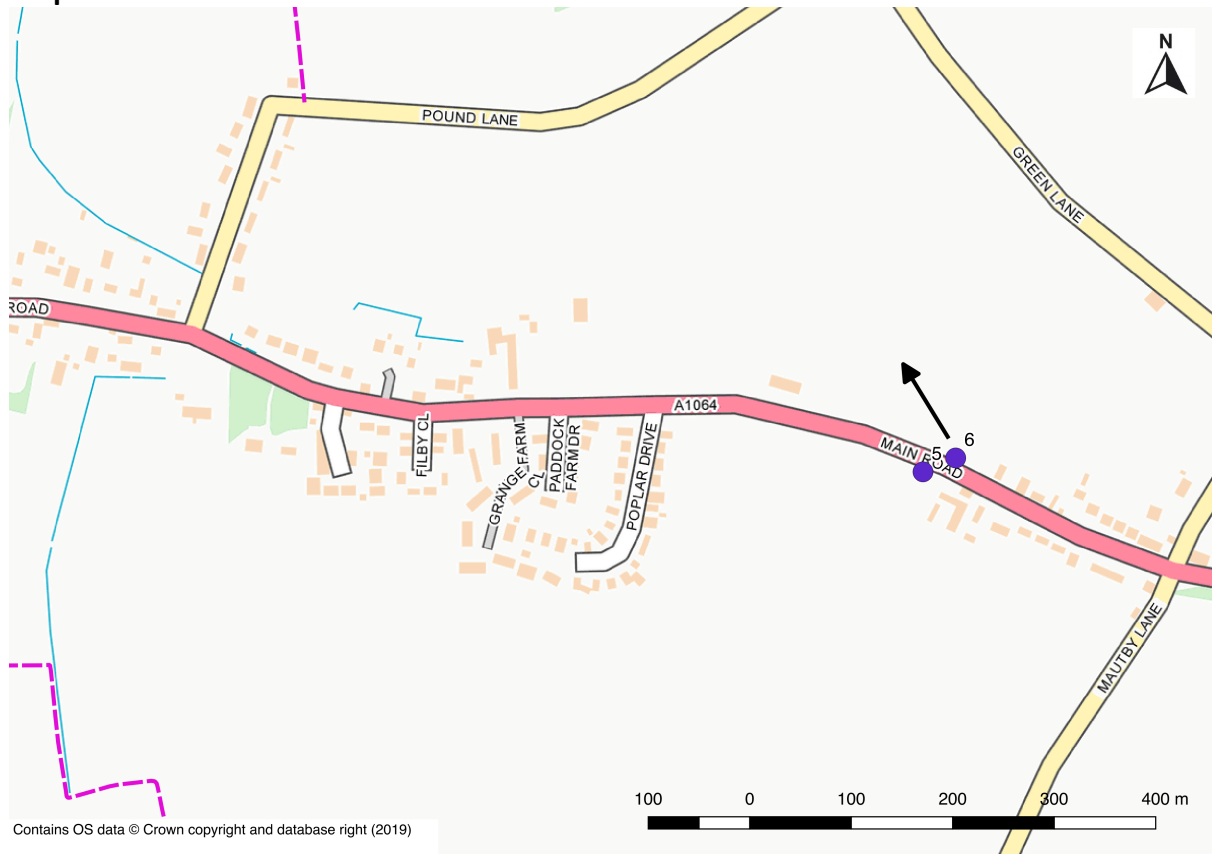 N
POUND LANE
GREEN LANE
ROAD
A1064
FILBY CL
GRANGE FARM
CL
PADDOCK
FARM DR
POPLAR DRIVE
MAIN ROAD
5
6
MAUTBY LANE
100 0 100 200 300 400 m
Contains OS data © Crown copyright and database right (2019)